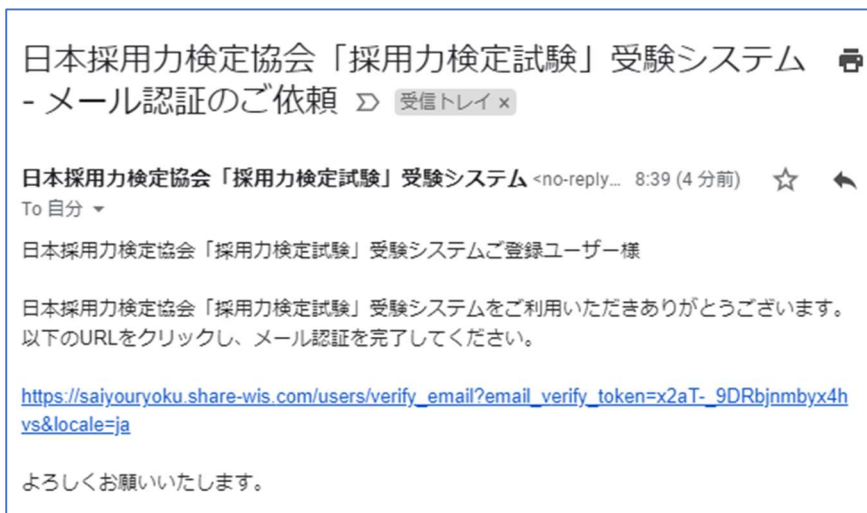 日本採用力検定協会「採用力検定試験」受験システム
- メール認証のご依頼 受信トレイ ×
日本採用力検定協会「採用力検定試験」受験システム <no-reply... 8:39 (4 分前)
To 自分
日本採用力検定協会「採用力検定試験」受験システムご登録ユーザー様
日本採用力検定協会「採用力検定試験」受験システムをご利用いただきありがとうございます。
以下のURLをクリックし、メール認証を完了してください。
https://saiyouryoku.share-wis.com/users/verify_email?email_verify_token=x2aT-_9DRbjnmbyx4h
vs&locale=ja
よろしくお願いいたします。